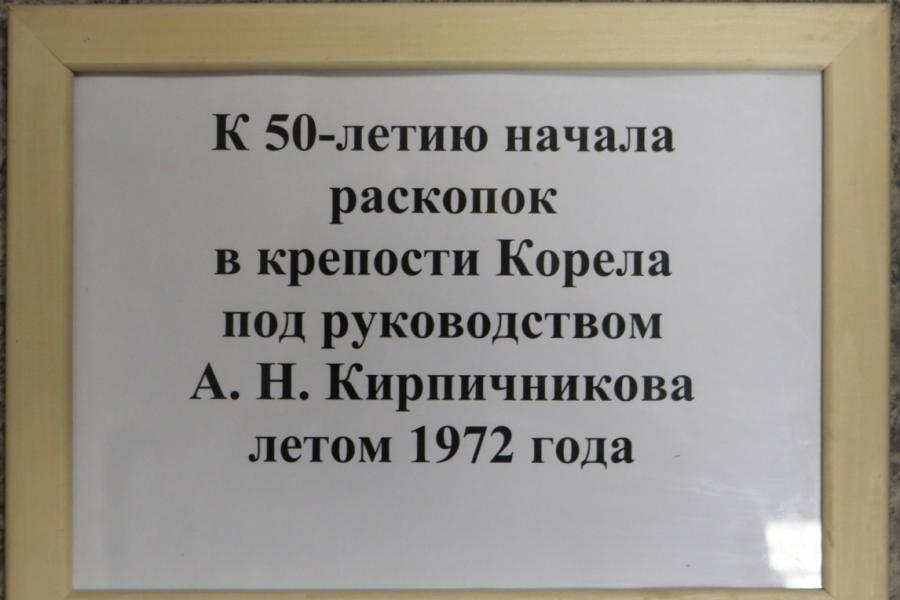 К 50-летию начала
раскопок
в крепости Корела
под руководством
А. Н. Кирпичникова
летом 1972 года